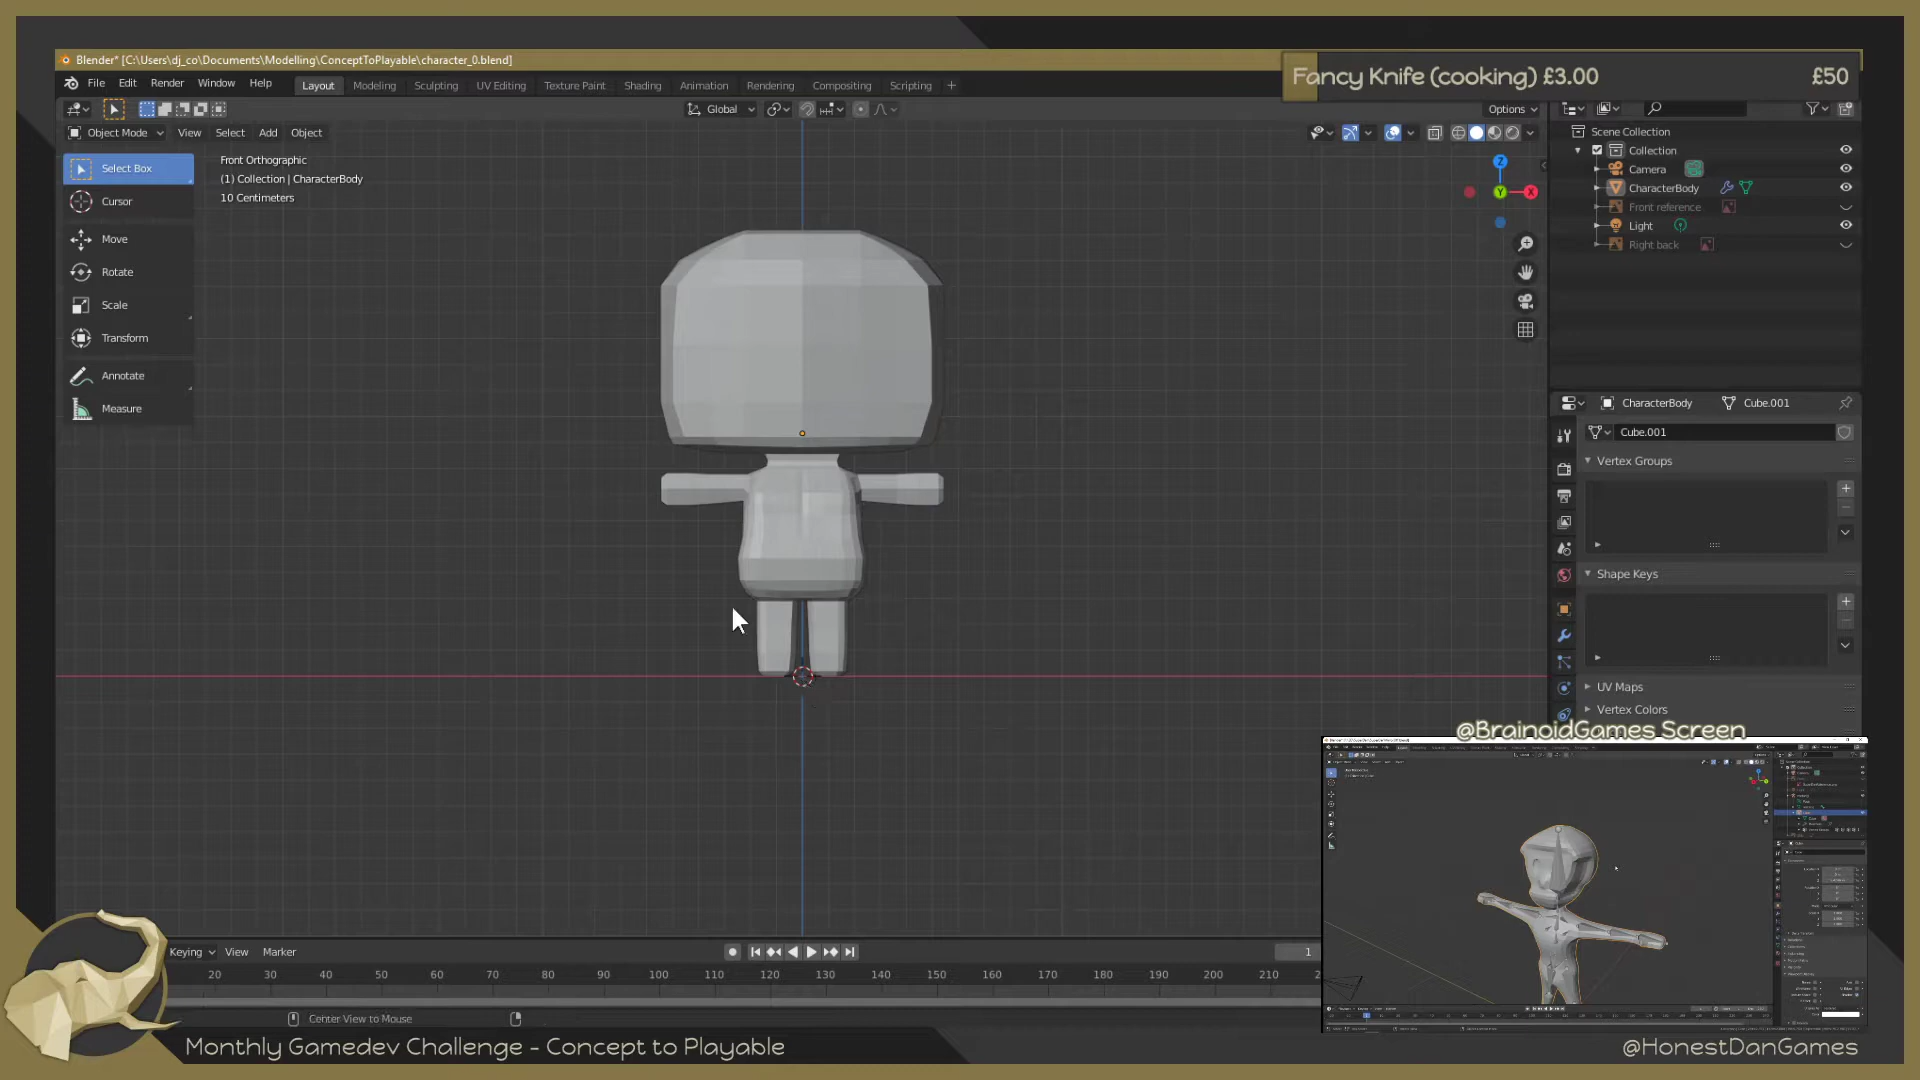 Blender* [C:\Users\dj_co\Documents\Modelling\ConceptToPlayable\character_0.blend]
Fancy Knife (cooking) £3.00 £50
File Edit Render Window Help Layout Modeling Sculpting UV Editing Texture Paint Shading Animation Rendering Compositing Scripting +
Global Options
Object Mode View Select Add Object
Scene Collection
Collection
Camera
CharacterBody
Front reference
Light
Right back
Select Box
Cursor
Move
Rotate
Scale
Transform
Annotate
Measure
Front Orthographic
(1) Collection | CharacterBody
10 Centimeters
Z
Y
X
CharacterBody Cube.001
Cube.001
Vertex Groups
Shape Keys
UV Maps
Vertex Colors
@BrainoidGames Screen
Keying View Marker
1
20 30 40 50 60 70 80 90 100 110 120 130 140 150 160 170 180 190 200 210
Center View to Mouse
Monthly Gamedev Challenge - Concept to Playable
@HonestDanGames